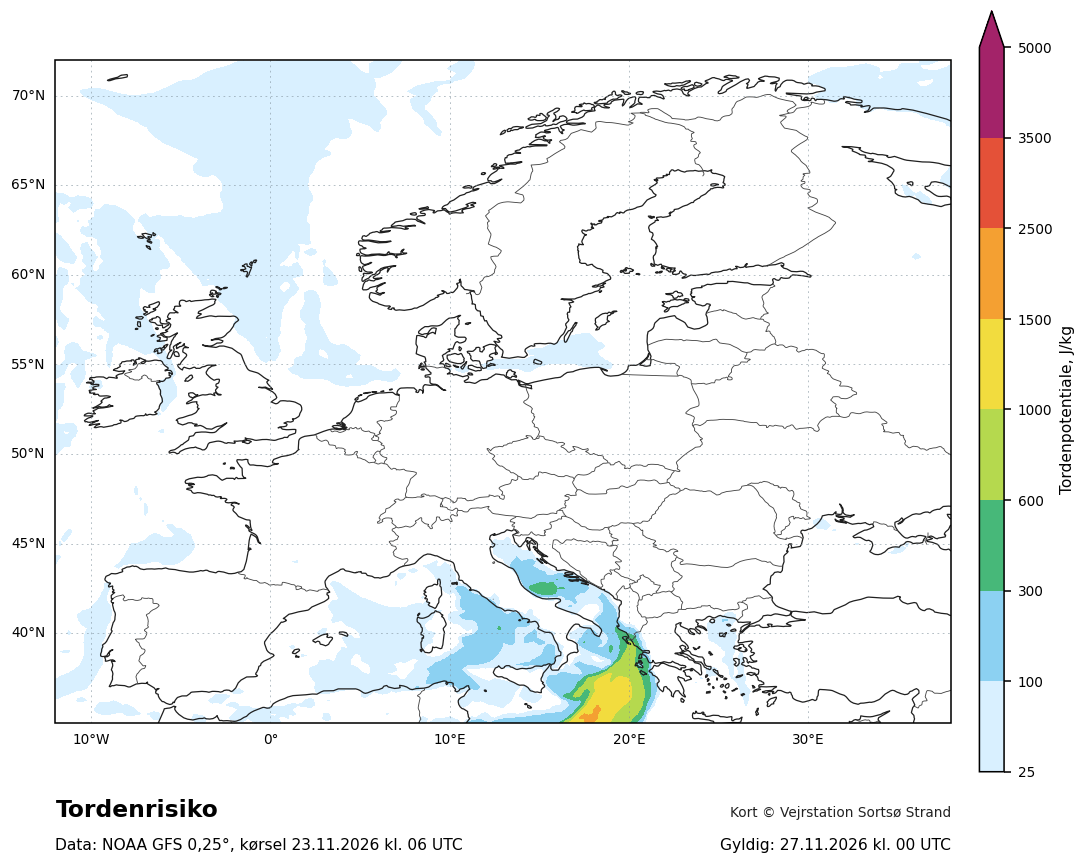 5000
3500
2500
1500
1000
600
300
100
25
Tordenpotentiale, J/kg
70°N
65°N
60°N
55°N
50°N
45°N
40°N
10°W 0° 10°E 20°E 30°E
Tordenrisiko
Kort © Vejrstation Sortsø Strand
Data: NOAA GFS 0,25°, kørsel 23.11.2026 kl. 06 UTC
Gyldig: 27.11.2026 kl. 00 UTC